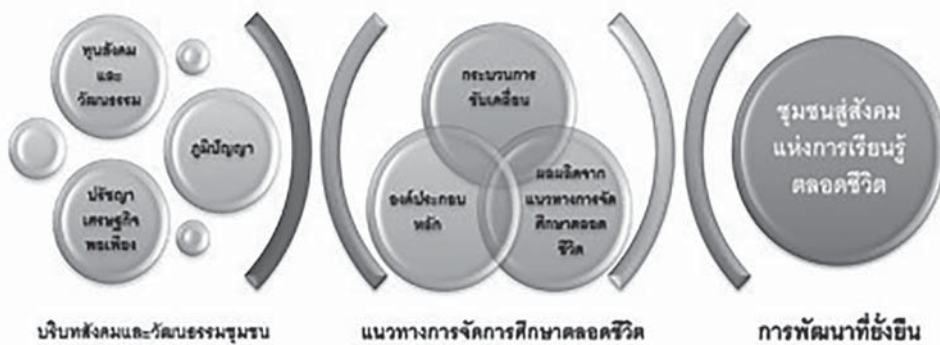 ทุนสังคม
และ
วัฒนธรรม
ภูมิปัญญา
ปรัชญา
เศรษฐกิจ
พอเพียง
บริบทสังคมและวัฒนธรรมชุมชน
กระบวนการ
ขับเคลื่อน
องค์ประกอบ
หลัก
ผลผลิตจาก
แนวทางการจัด
ศึกษาตลอด
ชีวิต
แนวทางการจัดการศึกษาตลอดชีวิต
ชุมชนสู่สังคม
แห่งการเรียนรู้
ตลอดชีวิต
การพัฒนาที่ยั่งยืน